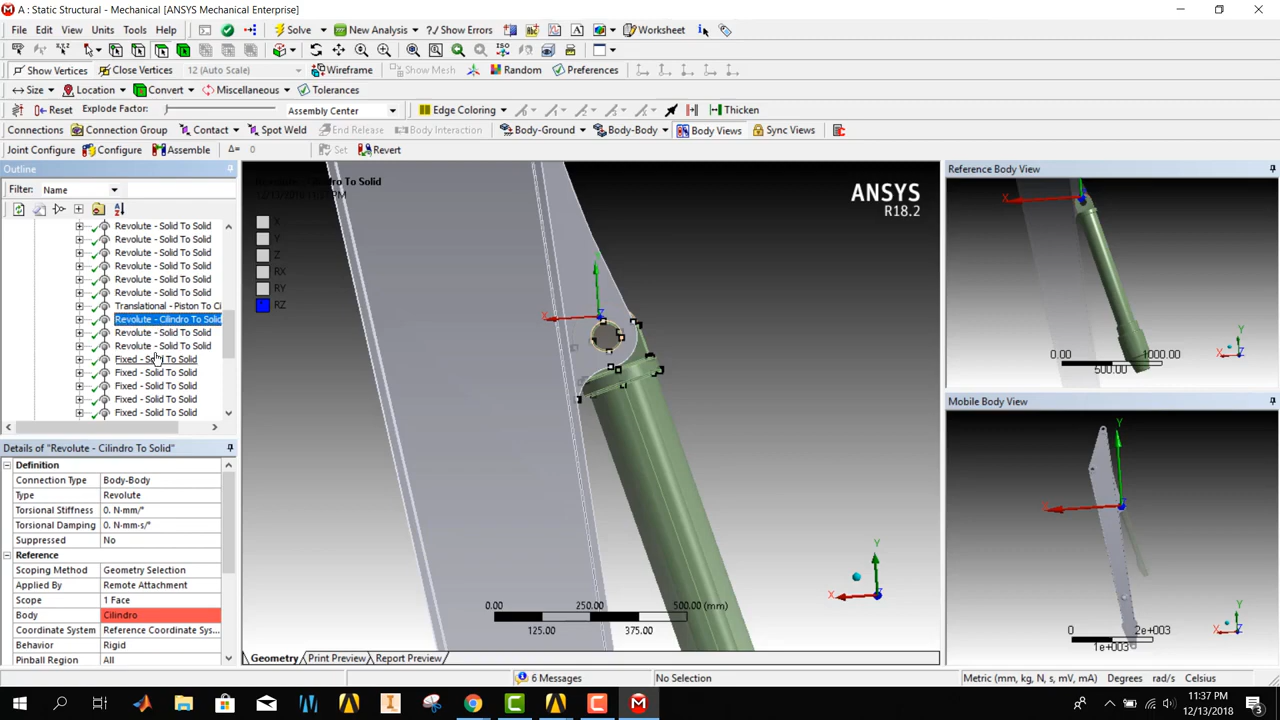 A : Static Structural - Mechanical [ANSYS Mechanical Enterprise]
File Edit View Units Tools Help Solve New Analysis Show Errors Worksheet
Show Vertices Close Vertices 12 (Auto Scale) Wireframe Show Mesh Random Preferences
Size Location Convert Miscellaneous Tolerances
Reset Explode Factor: Assembly Center Edge Coloring Thicken
Connections Connection Group Contact Spot Weld End Release Body Interaction Body-Ground Body-Body Body Views Sync Views
Joint Configure Configure Assemble Δ= 0 Set Revert
Outline
Filter: Name
Revolute - Solid To Solid
Revolute - Solid To Solid
Revolute - Solid To Solid
Revolute - Solid To Solid
Revolute - Solid To Solid
Revolute - Solid To Solid
Translational - Piston To Ci
Revolute - Cilindro To Solid
Revolute - Solid To Solid
Revolute - Solid To Solid
Fixed - Solid To Solid
Fixed - Solid To Solid
Fixed - Solid To Solid
Fixed - Solid To Solid
Fixed - Solid To Solid
Details of "Revolute - Cilindro To Solid"
Definition
Connection Type Body-Body
Type Revolute
Torsional Stiffness 0. N·mm/°
Torsional Damping 0. N·mm·s/°
Suppressed No
Reference
Scoping Method Geometry Selection
Applied By Remote Attachment
Scope 1 Face
Body Cilindro
Coordinate System Reference Coordinate Sys...
Behavior Rigid
Pinball Region All
Revolute - Cilindro To Solid
X
Y
Z
RX
RY
RZ
ANSYS
R18.2
X
Y
Z
0.00 250.00 500.00 (mm)
125.00 375.00
Geometry Print Preview Report Preview
Reference Body View
X
0.00 1000.00
500.00
Mobile Body View
Y
X
0 2e+003
1e+003
6 Messages No Selection Metric (mm, kg, N, s, mV, mA) Degrees rad/s Celsius
11:37 PM
12/13/2018